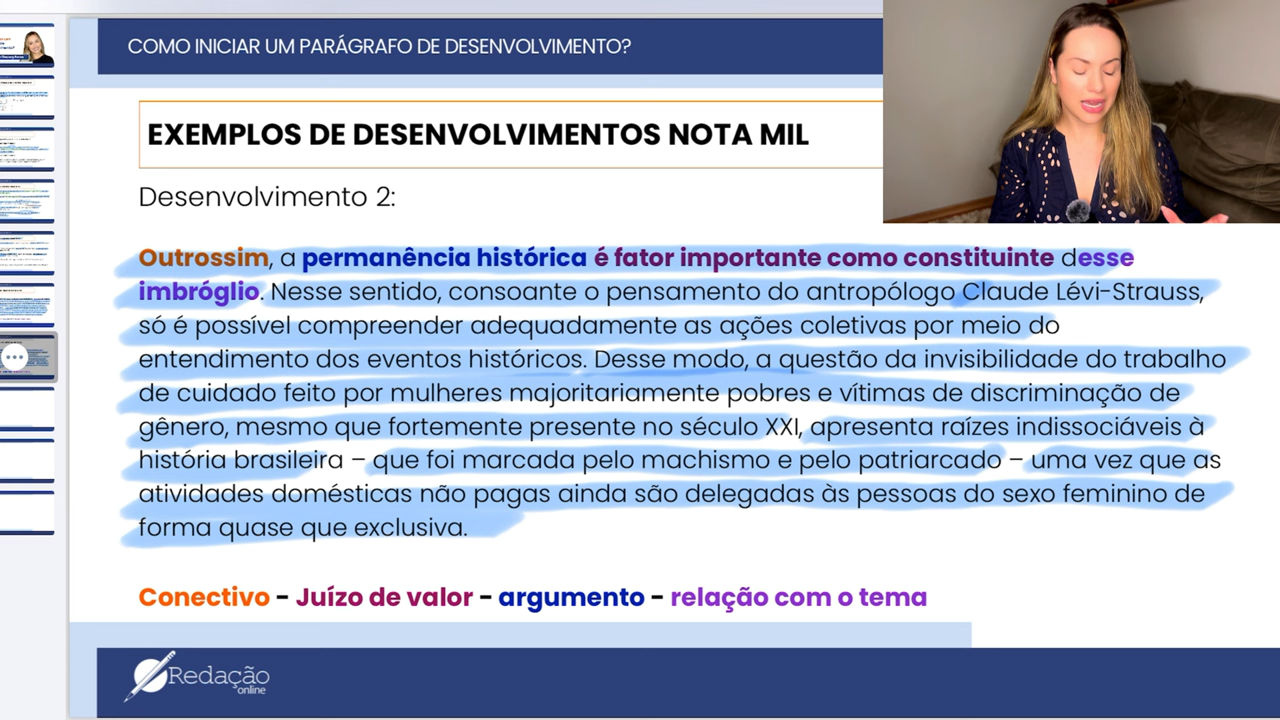 COMO INICIAR UM PARÁGRAFO DE DESENVOLVIMENTO?
EXEMPLOS DE DESENVOLVIMENTOS NOTA MIL
Desenvolvimento 2:
Outrossim, a permanência histórica é fator importante como constituinte desse
imbróglio. Nesse sentido, consoante o pensamento do antropólogo Claude Lévi-Strauss,
só é possível compreender adequadamente as ações coletivas por meio do
entendimento dos eventos históricos. Desse modo, a questão da invisibilidade do trabalho
de cuidado feito por mulheres majoritariamente pobres e vítimas de discriminação de
gênero, mesmo que fortemente presente no século XXI, apresenta raízes indissociáveis à
história brasileira – que foi marcada pelo machismo e pelo patriarcado – uma vez que as
atividades domésticas não pagas ainda são delegadas às pessoas do sexo feminino de
forma quase que exclusiva.
Conectivo - Juízo de valor - argumento - relação com o tema
Redação
online